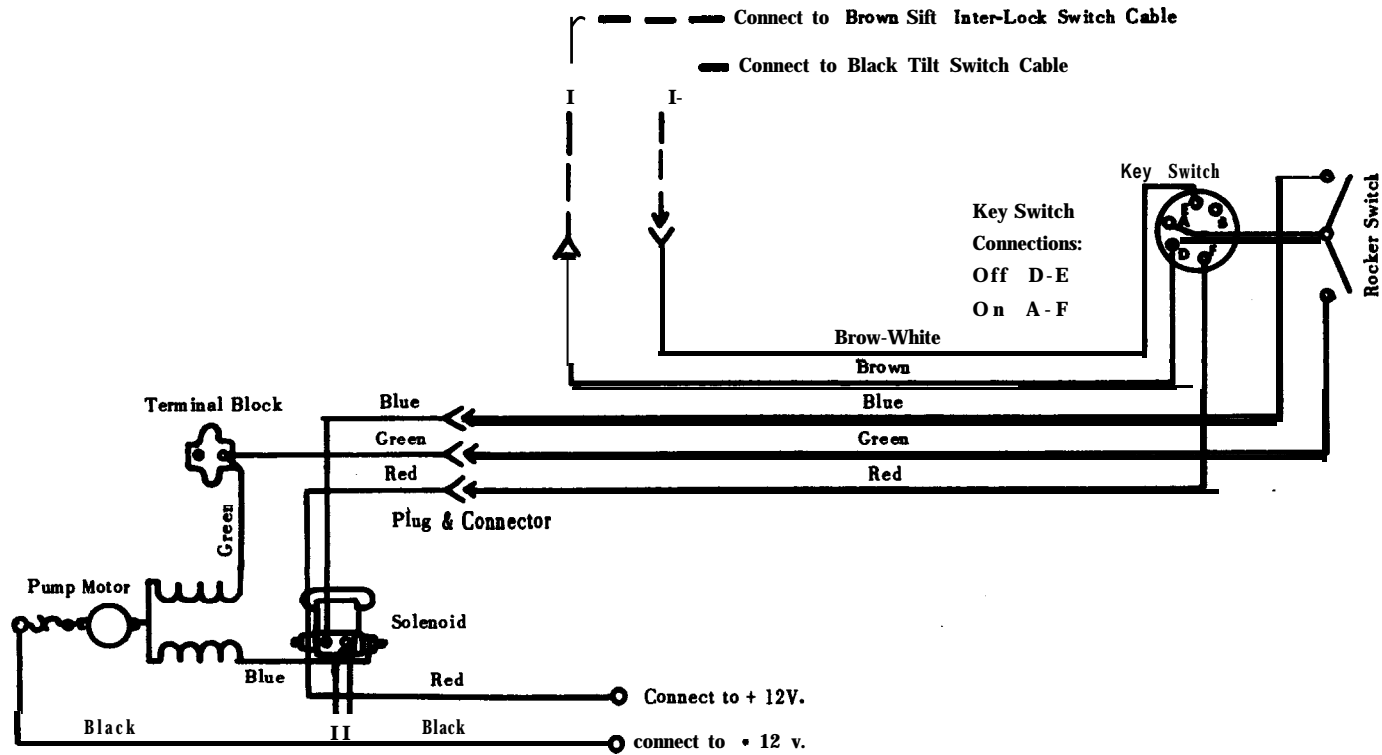 Connect to Brown Sift Inter-Lock Switch Cable
Connect to Black Tilt Switch Cable
I I-
Key Switch
Key Switch
Connections:
Off D-E
On A-F
E
A
B
D
F
Rocker Switch
Brow-White
Brown
Terminal Block
Blue
Blue
Green
Green
Red
Red
Plug & Connector
Green
Pump Motor
Solenoid
Blue
Red
Connect to + 12V.
Black
II
Black
connect to • 12 v.